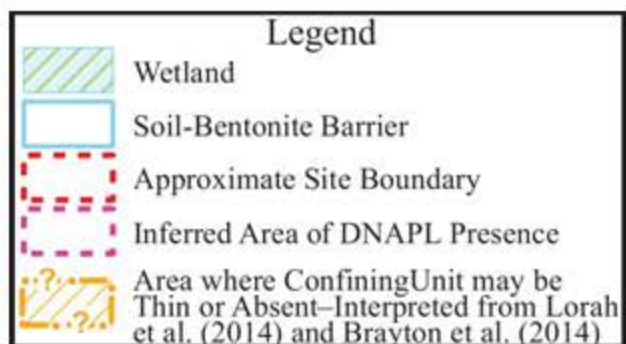 Legend
Wetland
Soil-Bentonite Barrier
Approximate Site Boundary
Inferred Area of DNAPL Presence
?
?
Area where ConfiningUnit may be
Thin or Absent–Interpreted from Lorah
et al. (2014) and Brayton et al. (2014)